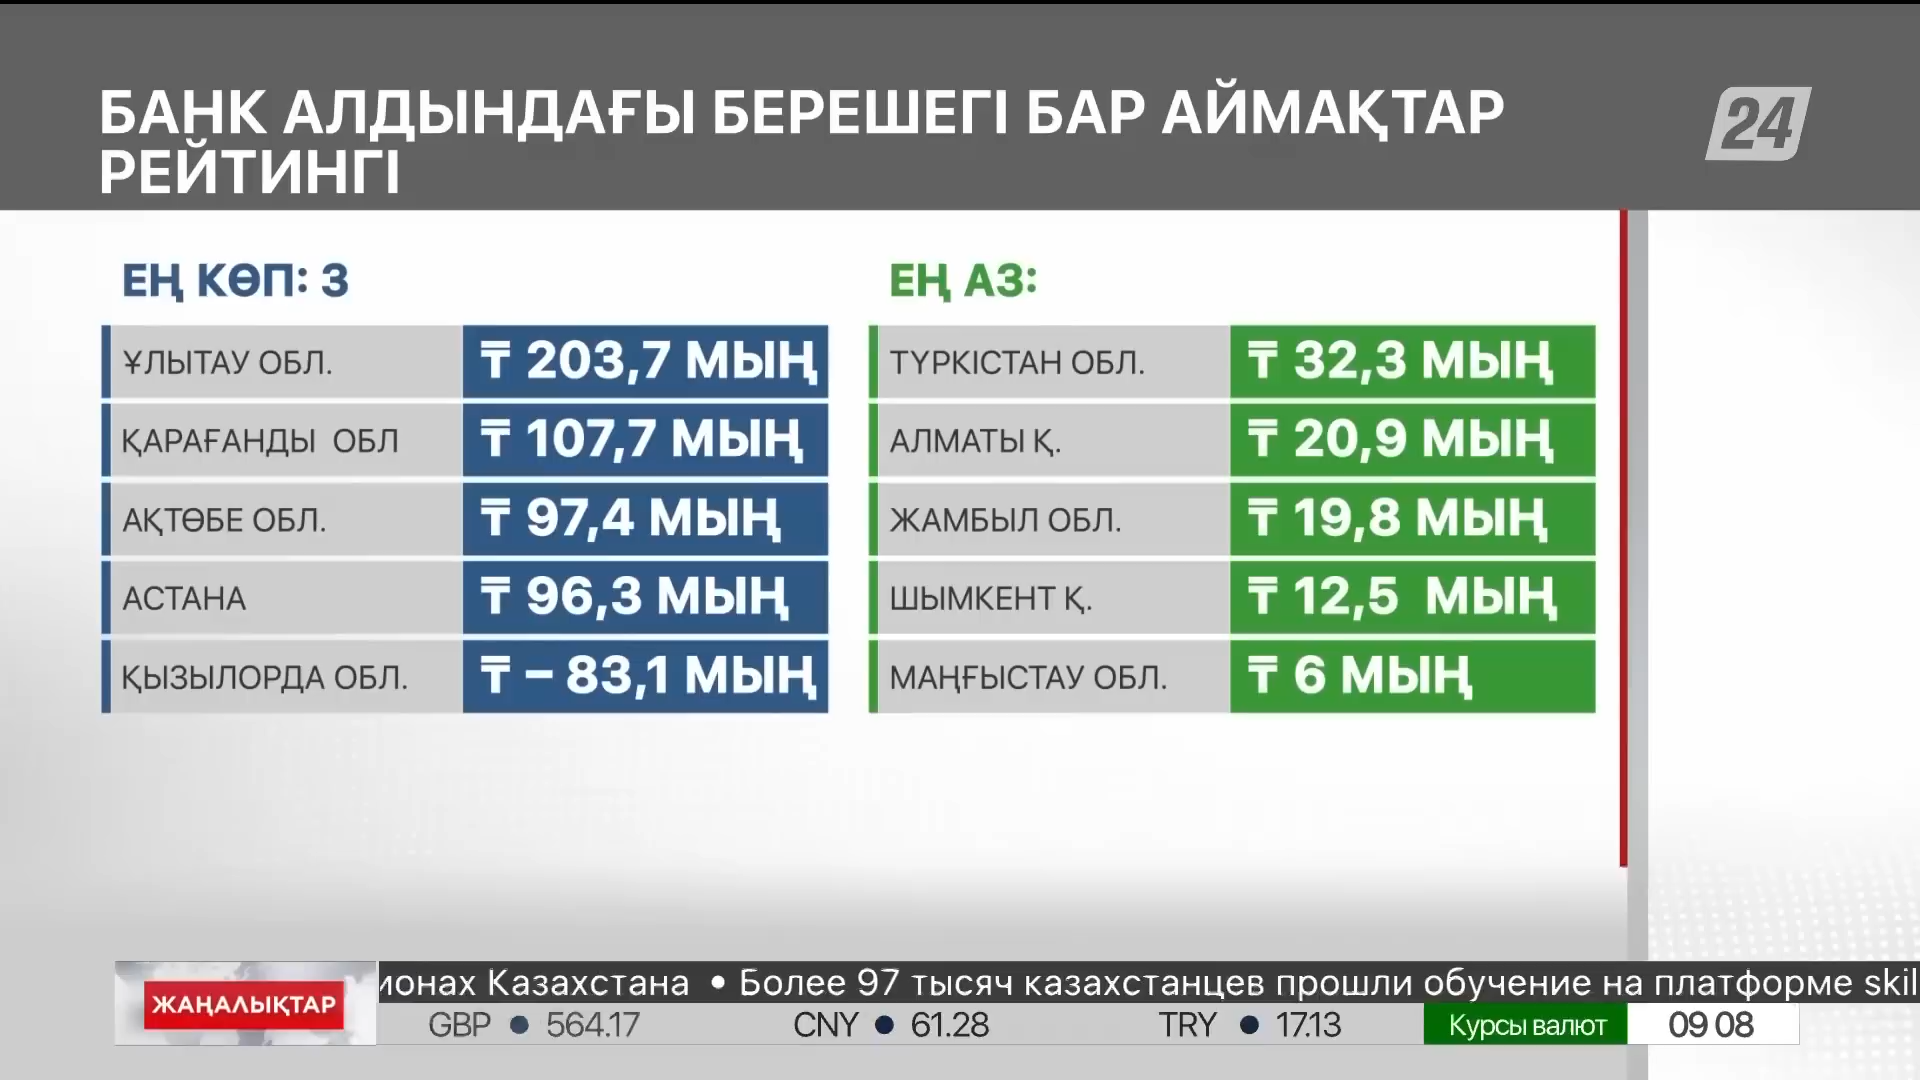 БАНК АЛДЫНДАҒЫ БЕРЕШЕГІ БАР АЙМАҚТАР
РЕЙТИНГІ
24
ЕҢ КӨП: 3
ҰЛЫТАУ ОБЛ. ₸ 203,7 МЫҢ
ҚАРАҒАНДЫ ОБЛ ₸ 107,7 МЫҢ
АҚТӨБЕ ОБЛ. ₸ 97,4 МЫҢ
АСТАНА ₸ 96,3 МЫҢ
ҚЫЗЫЛОРДА ОБЛ. ₸ – 83,1 МЫҢ
ЕҢ АЗ:
ТҮРКІСТАН ОБЛ. ₸ 32,3 МЫҢ
АЛМАТЫ Қ. ₸ 20,9 МЫҢ
ЖАМБЫЛ ОБЛ. ₸ 19,8 МЫҢ
ШЫМКЕНТ Қ. ₸ 12,5 МЫҢ
МАҢҒЫСТАУ ОБЛ. ₸ 6 МЫҢ
ЖАҢАЛЫҚТАР
ионах Казахстана • Более 97 тысяч казахстанцев прошли обучение на платформе skil
GBP • 564.17 CNY • 61.28 TRY • 17.13 Курсы валют 09 08